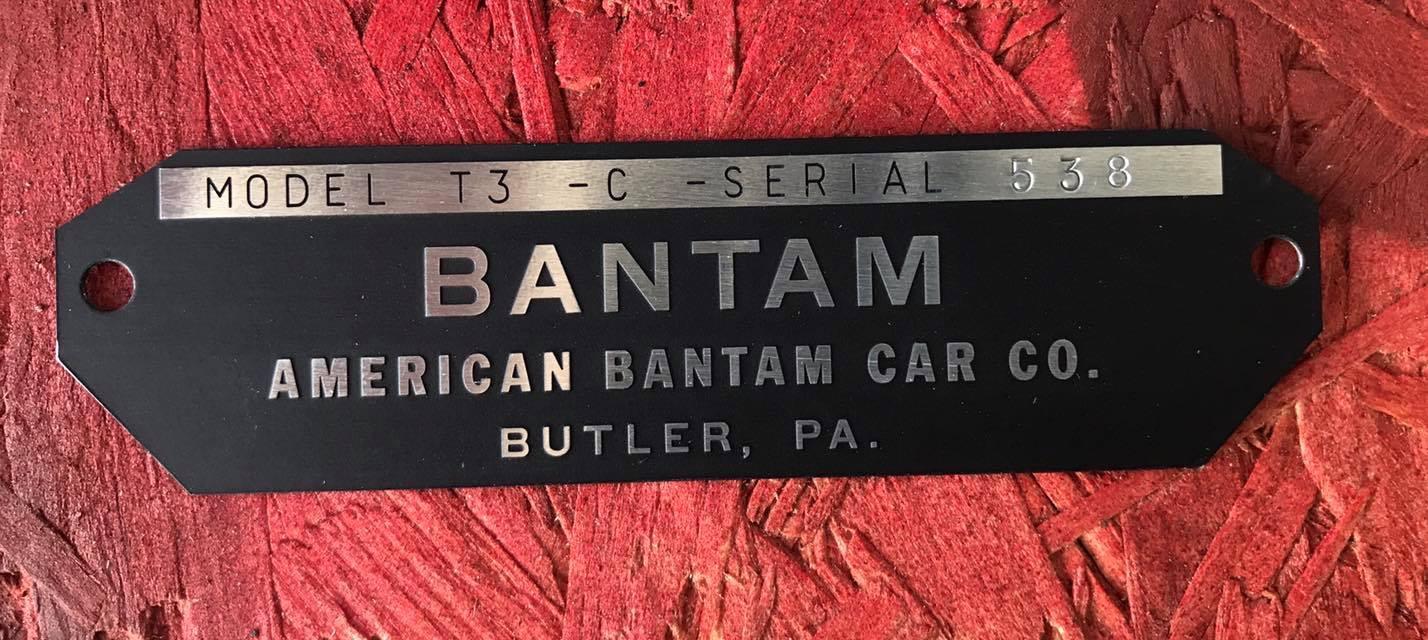 MODEL T3 -C -SERIAL 538
BANTAM
AMERICAN BANTAM CAR CO.
BUTLER, PA.